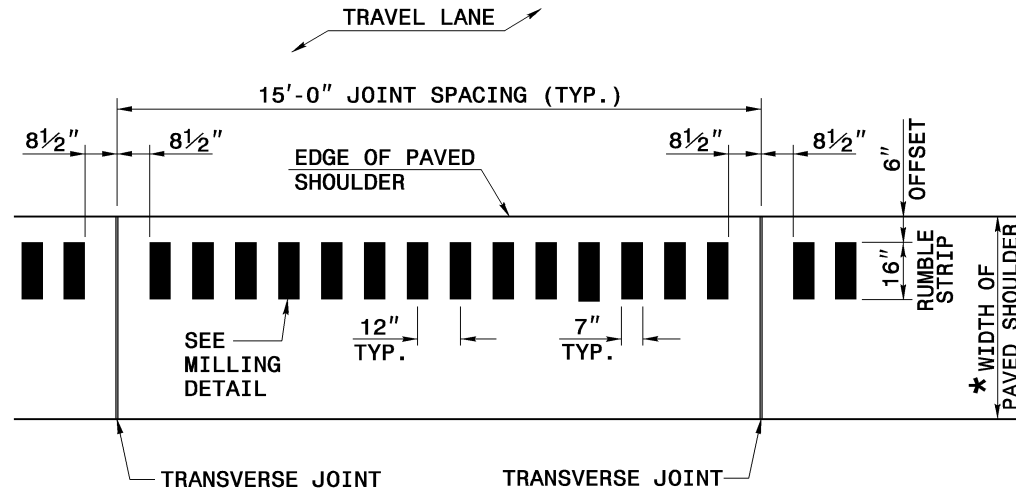 TRAVEL LANE
15'-0" JOINT SPACING (TYP.)
8½"
8½"
8½"
8½"
EDGE OF PAVED
SHOULDER
6"
OFFSET
16"
RUMBLE
STRIP
* WIDTH OF
PAVED SHOULDER
SEE
MILLING
DETAIL
12"
TYP.
7"
TYP.
TRANSVERSE JOINT
TRANSVERSE JOINT